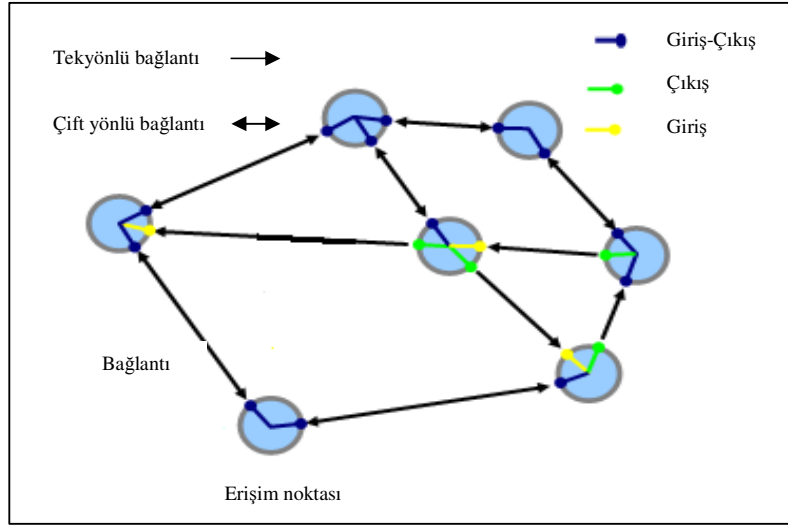 Tekyönlü bağlantı
Çift yönlü bağlantı
Giriş-Çıkış
Çıkış
Giriş
Bağlantı
Erişim noktası